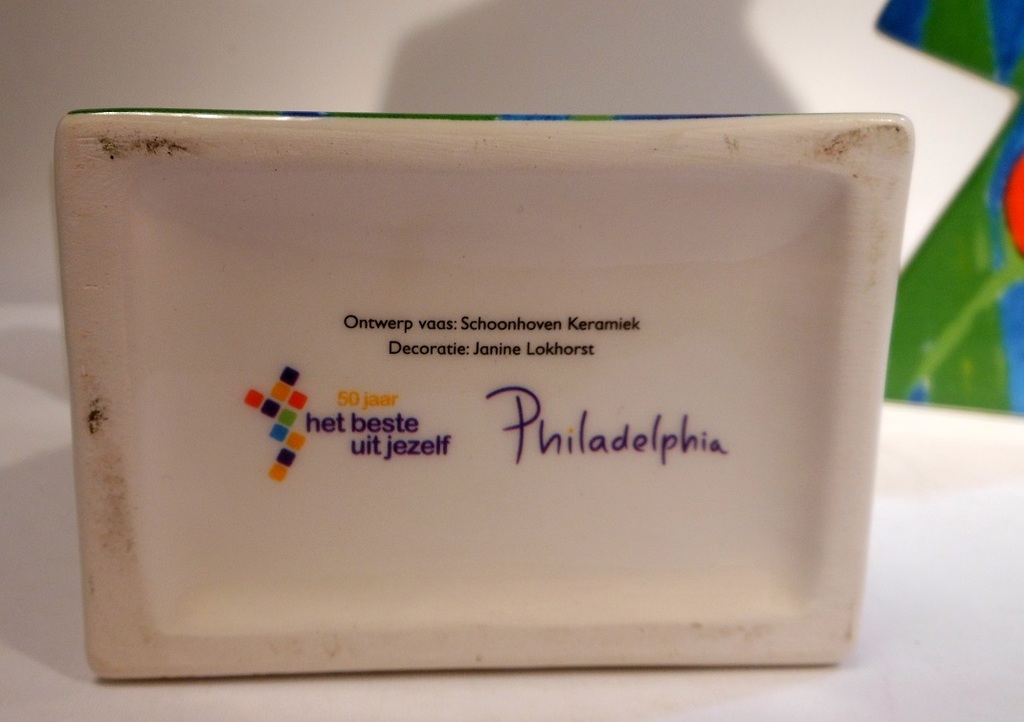 Ontwerp vaas: Schoonhoven Keramiek
Decoratie: Janine Lokhorst
50 jaar
het beste
uit jezelf
Philadelphia